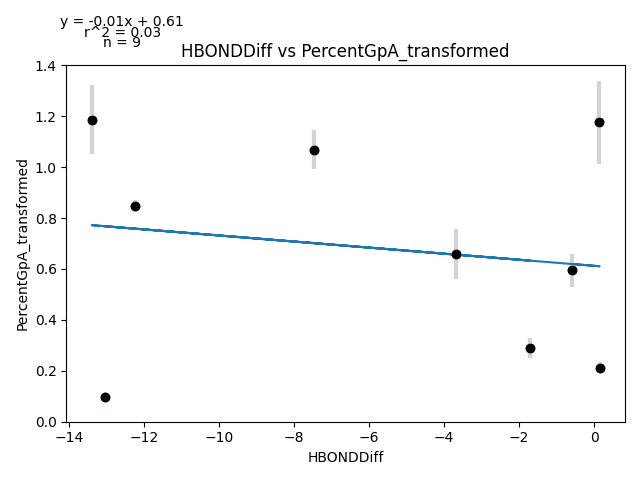 y = -0.01x + 0.61
r^2 = 0.03
n = 9
HBONDDiff vs PercentGpA_transformed
PercentGpA_transformed
1.4
1.2
1.0
0.8
0.6
0.4
0.2
0.0
−14
−12
−10
−8
−6
−4
−2
0
HBONDDiff